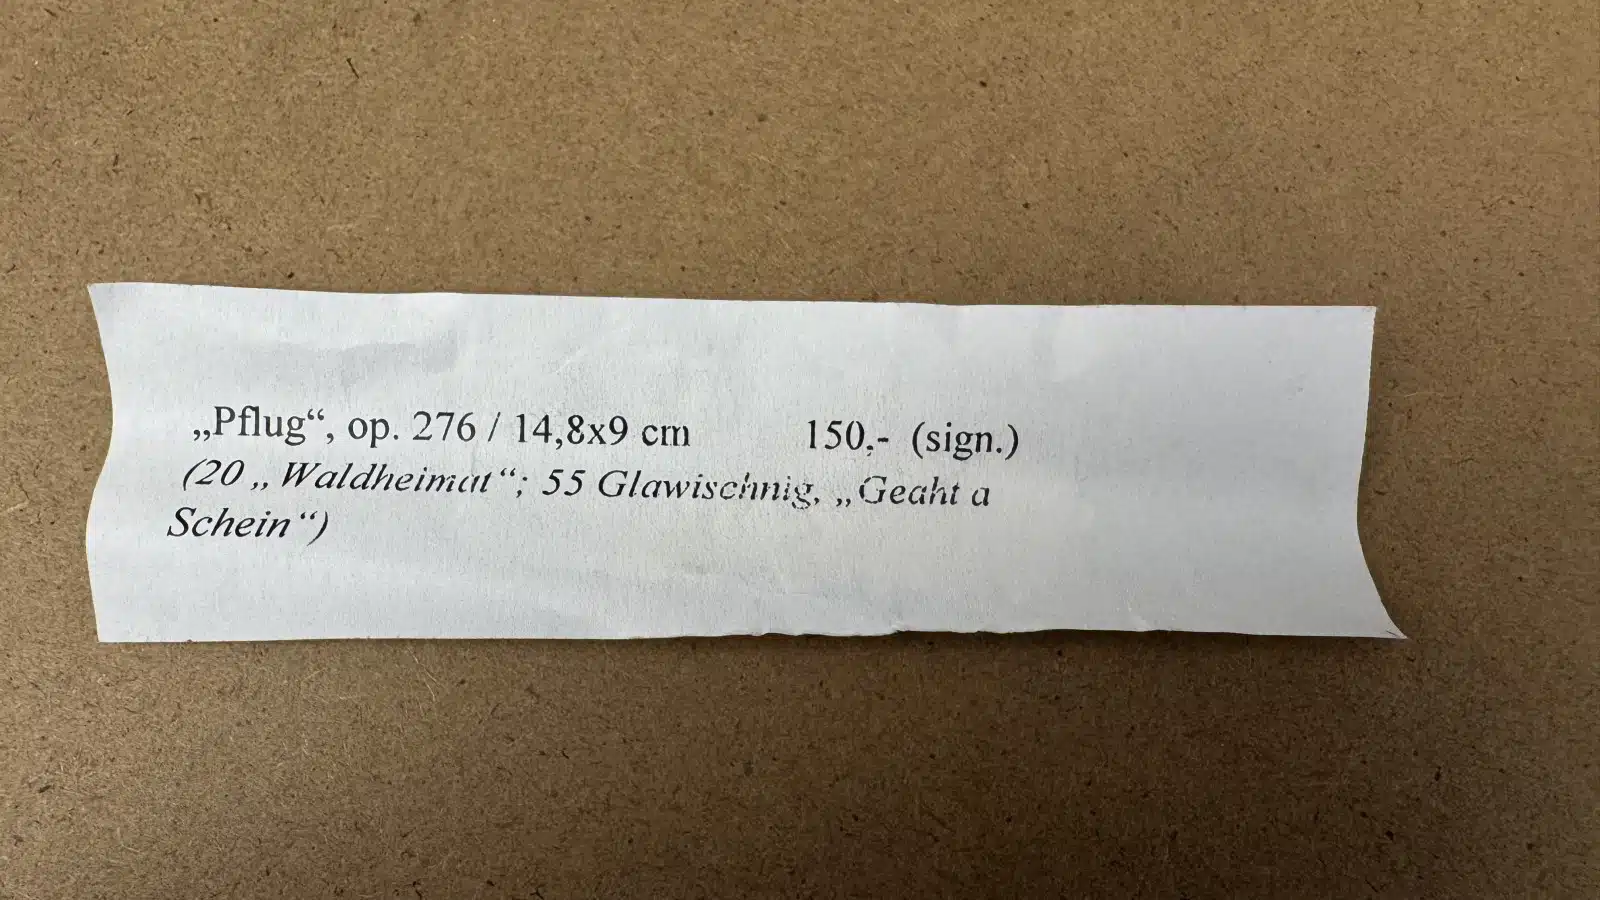 „Pflug“, op. 276 / 14,8x9 cm 150,- (sign.)
(20 „Waldheimat“; 55 Glawischnig, „Geaht a
Schein“)